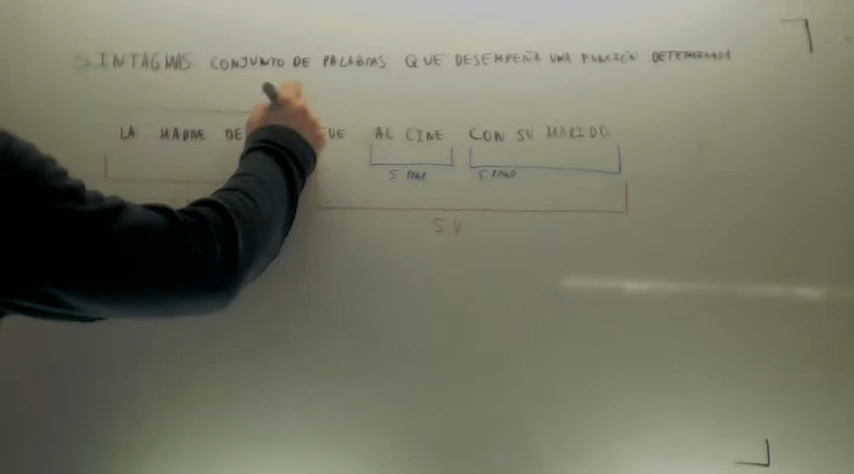 SINTAGMAS CONJUNTO DE PALABRAS QUE DESEMPEÑA UNA FUNCIÓN DETERMINADA
LA MADRE DE UE AL CINE CON SU MARIDO
S PREP S PREP
S V